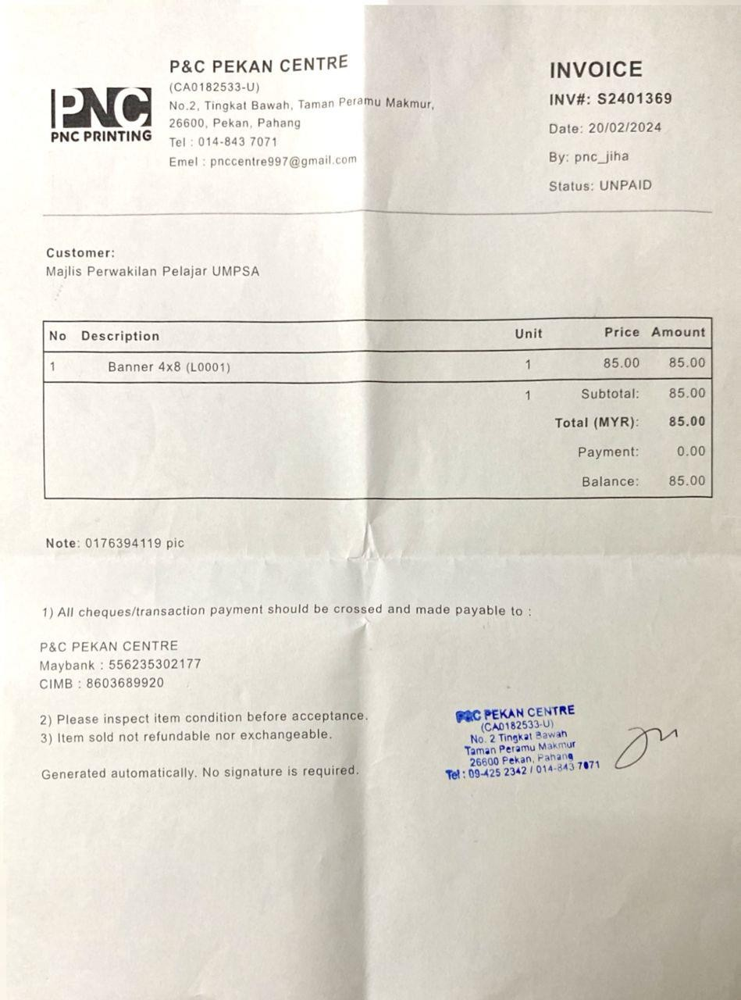 PNC
PNC PRINTING
P&C PEKAN CENTRE
(CA0182533-U)
No.2, Tingkat Bawah, Taman Peramu Makmur,
26600, Pekan, Pahang
Tel : 014-843 7071
Emel : pnccentre997@gmail.com
INVOICE
INV#: S2401369
Date: 20/02/2024
By: pnc_jiha
Status: UNPAID
Customer:
Majlis Perwakilan Pelajar UMPSA
No Description Unit Price Amount
1 Banner 4x8 (L0001) 1 85.00 85.00
1 Subtotal: 85.00
Total (MYR): 85.00
Payment: 0.00
Balance: 85.00
Note: 0176394119 pic
1) All cheques/transaction payment should be crossed and made payable to :
P&C PEKAN CENTRE
Maybank : 556235302177
CIMB : 8603689920
2) Please inspect item condition before acceptance.
3) Item sold not refundable nor exchangeable.
Generated automatically. No signature is required.
P&C PEKAN CENTRE
(CA0182533-U)
No. 2 Tingkat Bawah
Taman Peramu Makmur
26600 Pekan, Pahang
Tel : 09-425 2342 / 014-843 7071